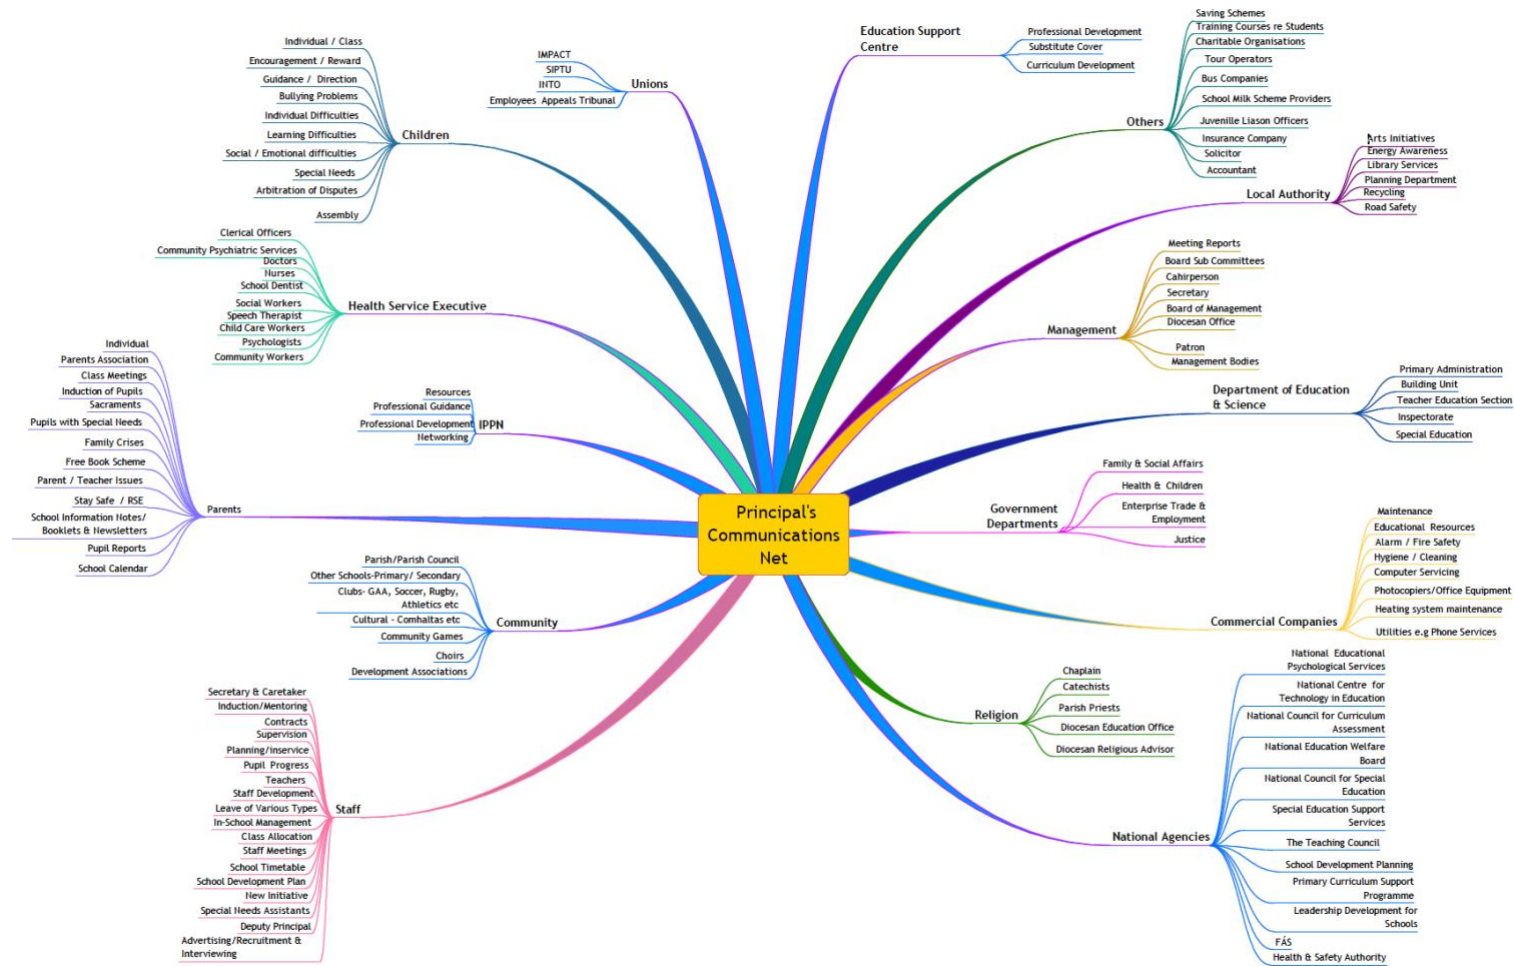 Principal's
Communications
Net
Unions
IMPACT
SIPTU
INTO
Employees Appeals Tribunal
Children
Individual / Class
Encouragement / Reward
Guidance / Direction
Bullying Problems
Individual Difficulties
Learning Difficulties
Social / Emotional difficulties
Special Needs
Arbitration of Disputes
Assembly
Health Service Executive
Clerical Officers
Community Psychiatric Services
Doctors
Nurses
School Dentist
Social Workers
Speech Therapist
Child Care Workers
Psychologists
Community Workers
IPPN
Resources
Professional Guidance
Professional Development
Networking
Parents
Individual
Parents Association
Class Meetings
Induction of Pupils
Sacraments
Pupils with Special Needs
Family Crises
Free Book Scheme
Parent / Teacher Issues
Stay Safe / RSE
School Information Notes/
Booklets & Newsletters
Pupil Reports
School Calendar
Community
Parish/Parish Council
Other Schools-Primary/ Secondary
Clubs- GAA, Soccer, Rugby,
Athletics etc
Cultural - Comhaltas etc
Community Games
Choirs
Development Associations
Staff
Secretary & Caretaker
Induction/Mentoring
Contracts
Supervision
Planning/inservice
Pupil Progress
Teachers
Staff Development
Leave of Various Types
In-School Management
Class Allocation
Staff Meetings
School Timetable
School Development Plan
New Initiative
Special Needs Assistants
Deputy Principal
Advertising/Recruitment &
Interviewing
Education Support
Centre
Professional Development
Substitute Cover
Curriculum Development
Others
Saving Schemes
Training Courses re Students
Charitable Organisations
Tour Operators
Bus Companies
School Milk Scheme Providers
Juvenille Liason Officers
Insurance Company
Solicitor
Accountant
Local Authority
Arts Initiatives
Energy Awareness
Library Services
Planning Department
Recycling
Road Safety
Management
Meeting Reports
Board Sub Committees
Cahirperson
Secretary
Board of Management
Diocesan Office
Patron
Management Bodies
Department of Education
& Science
Primary Administration
Building Unit
Teacher Education Section
Inspectorate
Special Education
Government
Departments
Family & Social Affairs
Health & Children
Enterprise Trade &
Employment
Justice
Commercial Companies
Maintenance
Educational Resources
Alarm / Fire Safety
Hygiene / Cleaning
Computer Servicing
Photocopiers/Office Equipment
Heating system maintenance
Utilities e.g Phone Services
Religion
Chaplain
Catechists
Parish Priests
Diocesan Education Office
Diocesan Religious Advisor
National Agencies
National Educational
Psychological Services
National Centre for
Technology in Education
National Council for Curriculum
Assessment
National Education Welfare
Board
National Council for Special
Education
Special Education Support
Services
The Teaching Council
School Development Planning
Primary Curriculum Support
Programme
Leadership Development for
Schools
FÁS
Health & Safety Authority